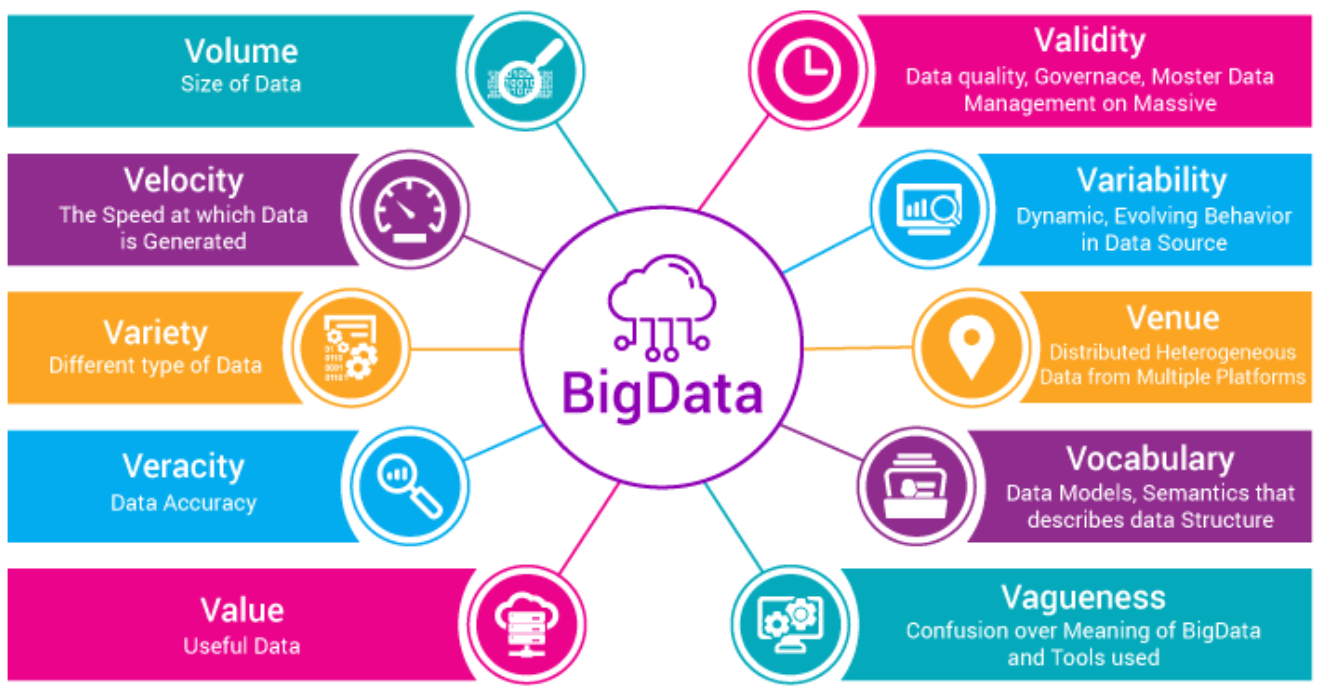 Volume
Size of Data
Velocity
The Speed at which Data
is Generated
Variety
Different type of Data
Veracity
Data Accuracy
Value
Useful Data
BigData
Validity
Data quality, Governace, Moster Data
Management on Massive
Variability
Dynamic, Evolving Behavior
in Data Source
Venue
Distributed Heterogeneous
Data from Multiple Platforms
Vocabulary
Data Models, Semantics that
describes data Structure
Vagueness
Confusion over Meaning of BigData
and Tools used